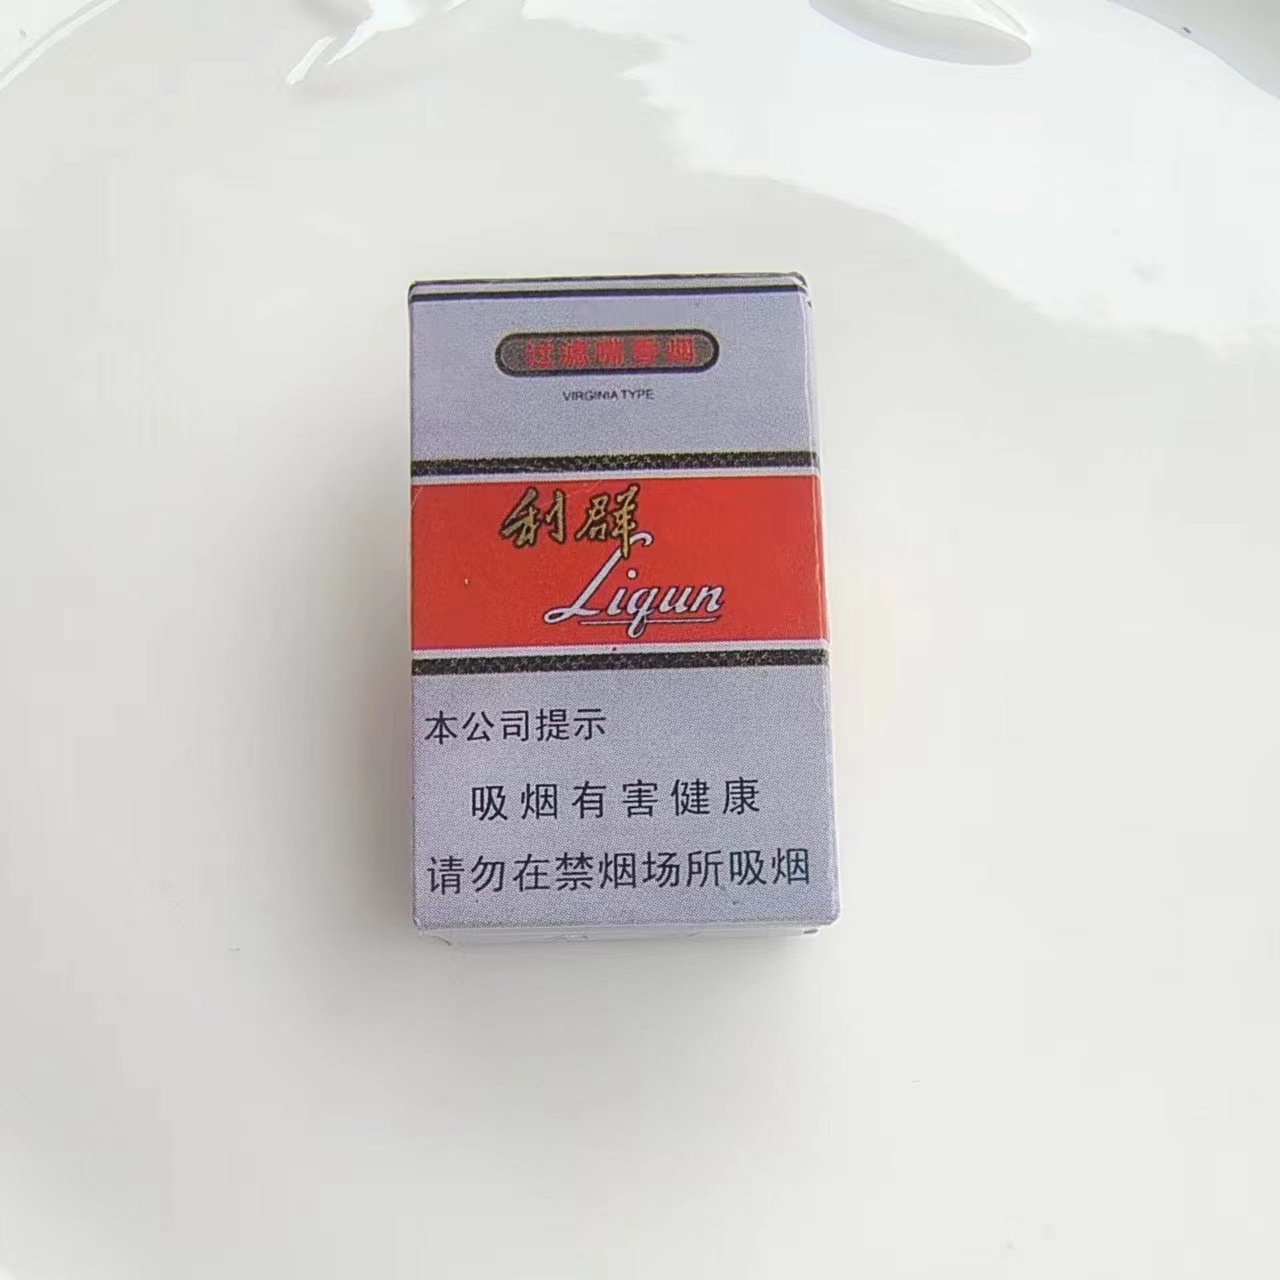 过滤嘴香烟
VIRGINIA TYPE
利群
Liqun
本公司提示
吸烟有害健康
请勿在禁烟场所吸烟